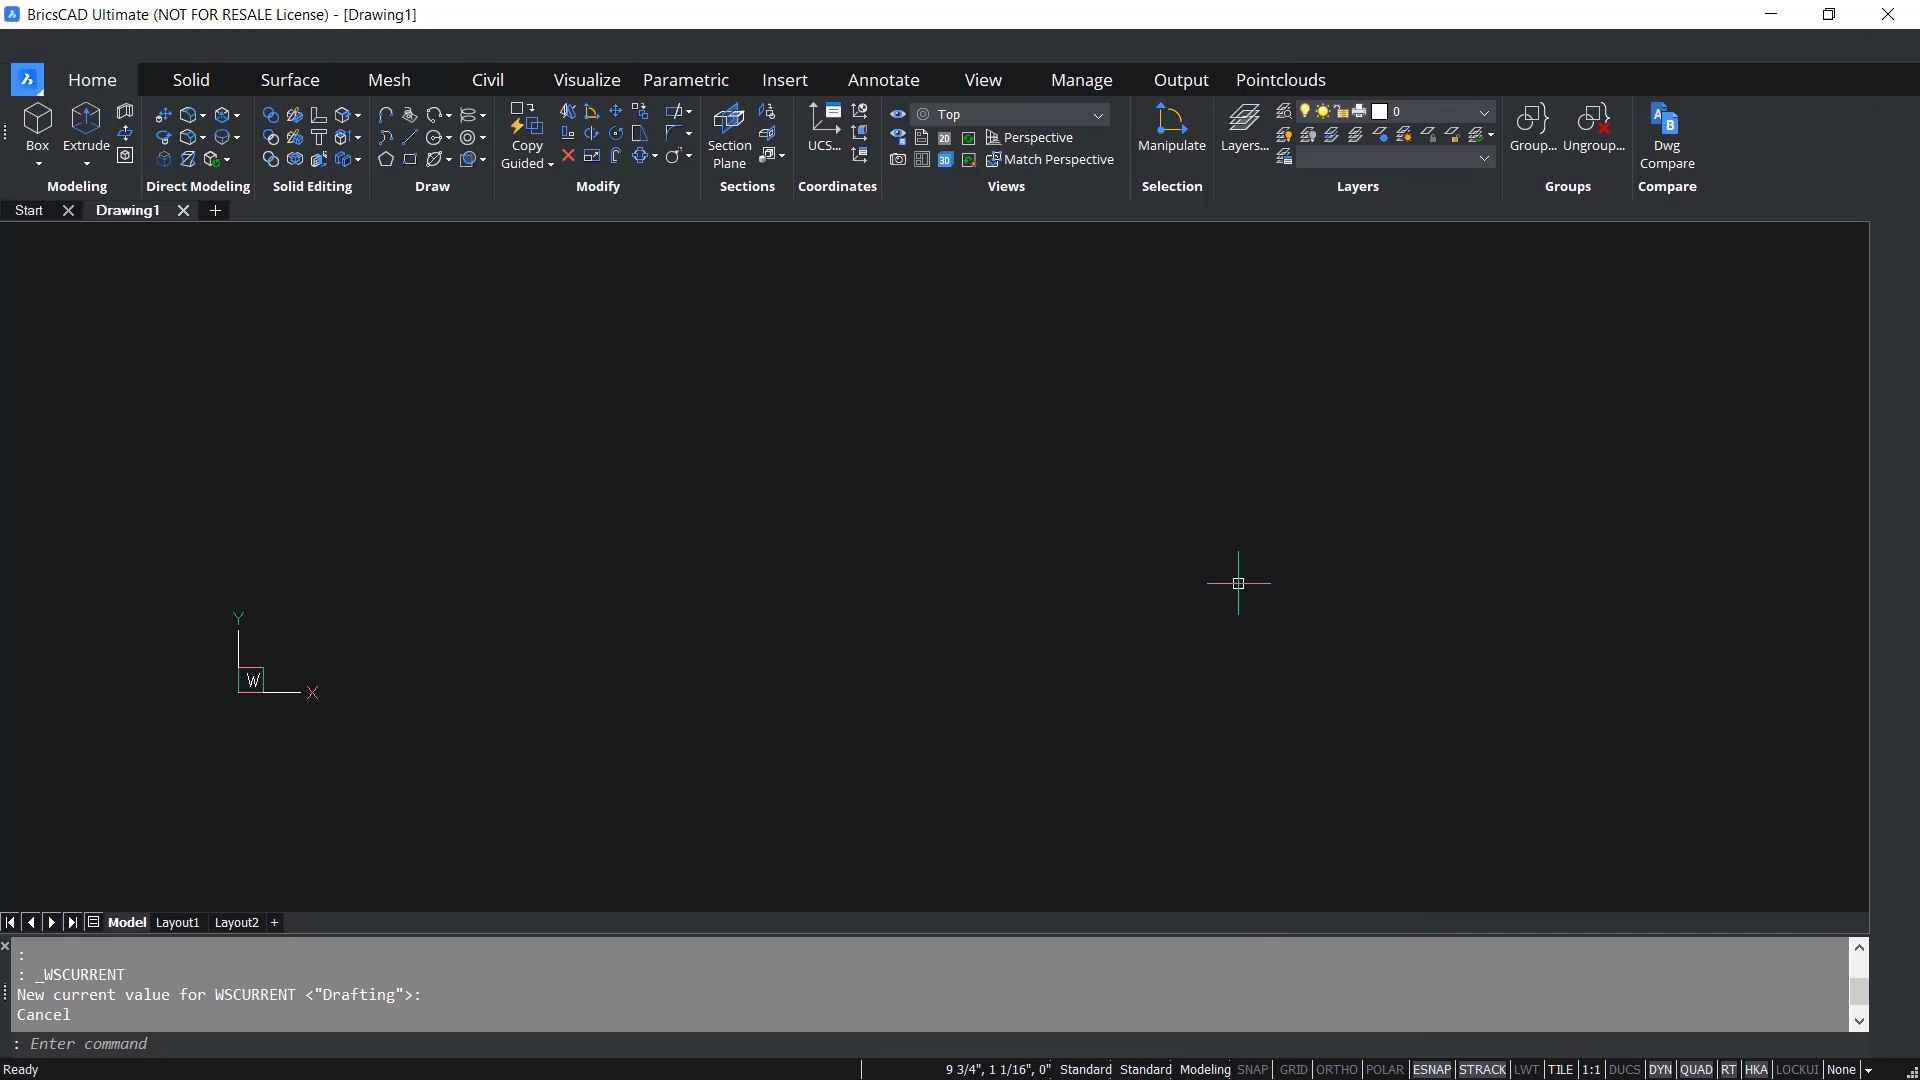 BricsCAD Ultimate (NOT FOR RESALE License) - [Drawing1]
Home Solid Surface Mesh Civil Visualize Parametric Insert Annotate View Manage Output Pointclouds
Top
0
Box Extrude Copy Guided Section Plane UCS... Perspective Manipulate Layers... Group... Ungroup... Dwg Compare
2D
3D Match Perspective
A B
Modeling Direct Modeling Solid Editing Draw Modify Sections Coordinates Views Selection Layers Groups Compare
Start Drawing1
Y
W
X
Model Layout1 Layout2
:
: _WSCURRENT
New current value for WSCURRENT <"Drafting">:
Cancel
: Enter command
Ready 9 3/4", 1 1/16", 0" Standard Standard Modeling SNAP GRID ORTHO POLAR ESNAP STRACK LWT TILE 1:1 DUCS DYN QUAD RT HKA LOCKUI None